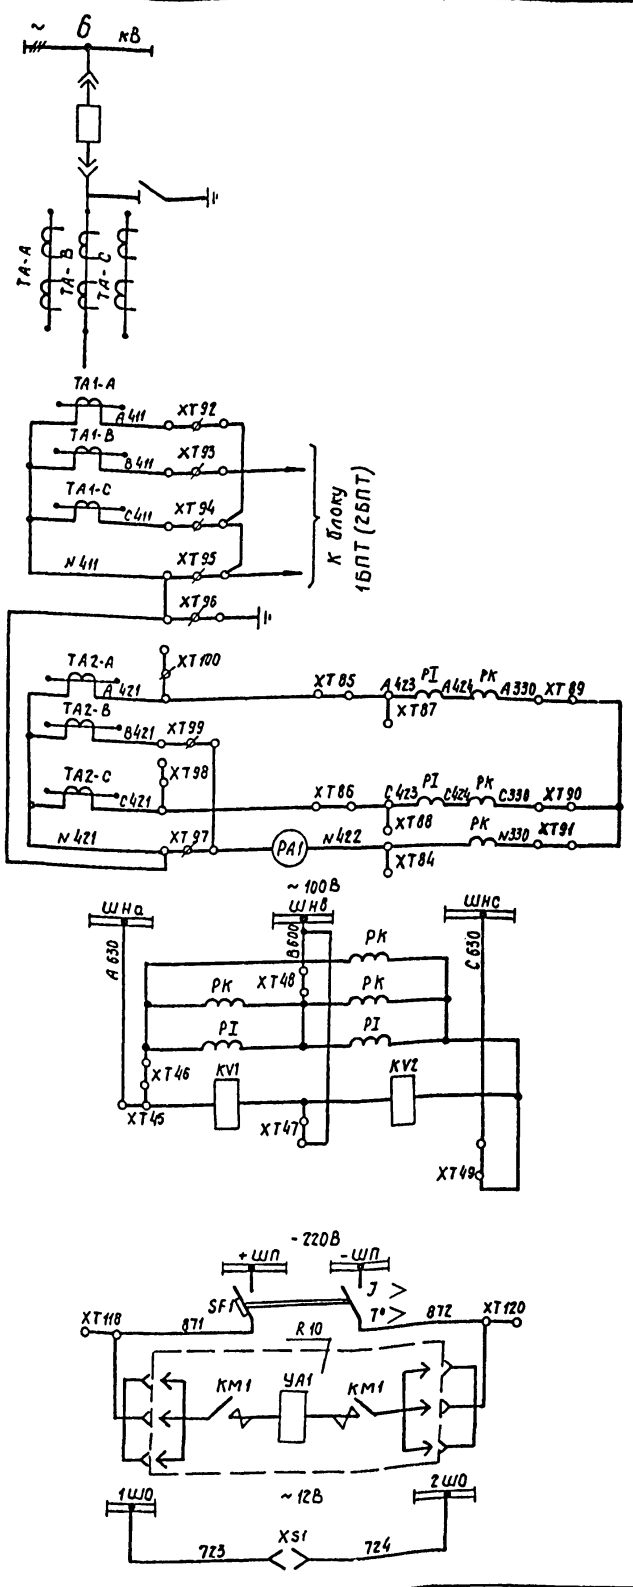 ~ 6 кВ
ТА-А
ТА-В
ТА-С
ТА1-А
А411
ХТ92
ТА1-В
В411
ХТ93
ТА1-С
С411
ХТ94
N411
ХТ95
К блоку
1БПТ (2БПТ)
ХТ96
ТА2-А
А421
ХТ100
ХТ85
А423
РI
А424
РК
А330
ХТ89
ХТ87
ТА2-В
В421
ХТ99
ТА2-С
С421
ХТ98
ХТ86
С423
РI
С424
РК
С330
ХТ90
ХТ88
N421
ХТ97
РА1
N422
РК
N330
ХТ91
ХТ84
~100В
ШНа
ШНв
ШНс
А630
В600
С630
РК
ХТ48
РК
РК
РI
РI
ХТ46
KV1
KV2
ХТ45
ХТ47
ХТ49
-220В
+ШП
-ШП
SF1
J >
T° >
ХТ118
871
872
ХТ120
R10
КМ1
УА1
КМ1
~12В
1ШО
2ШО
723
XS1
724